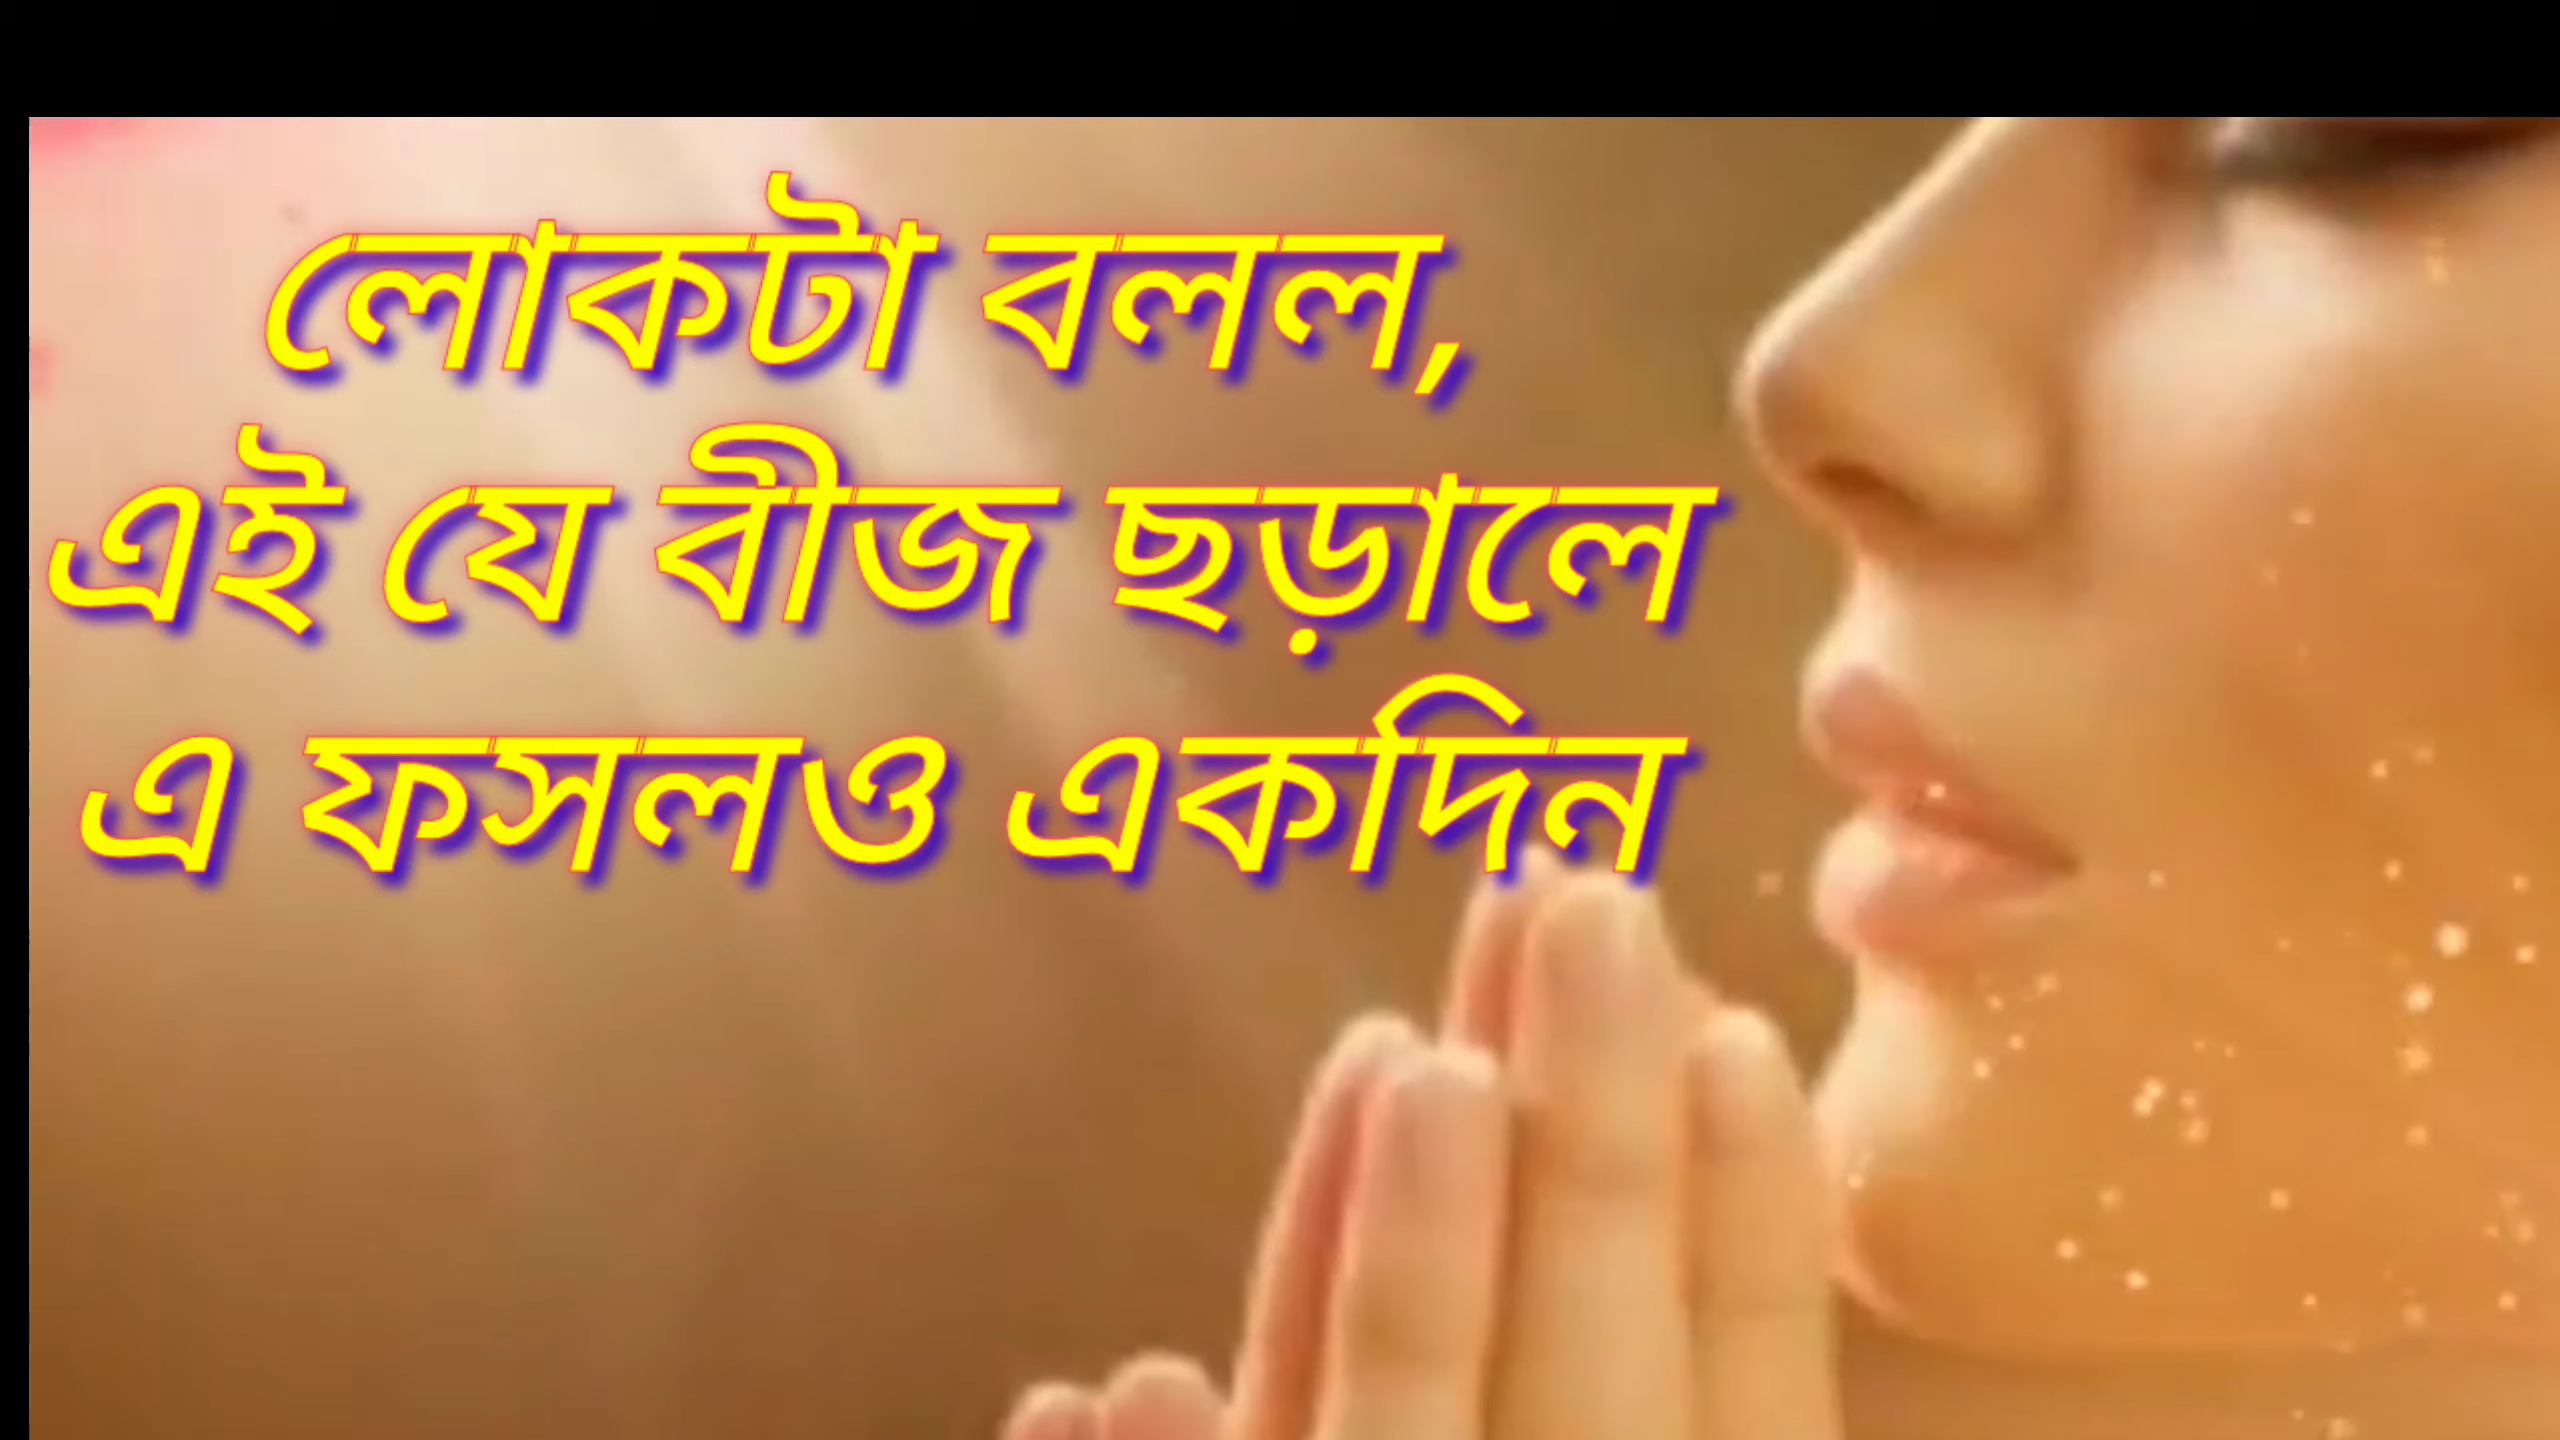 লোকটা বলল,
এই যে বীজ ছড়ালে
এ ফসলও একদিন